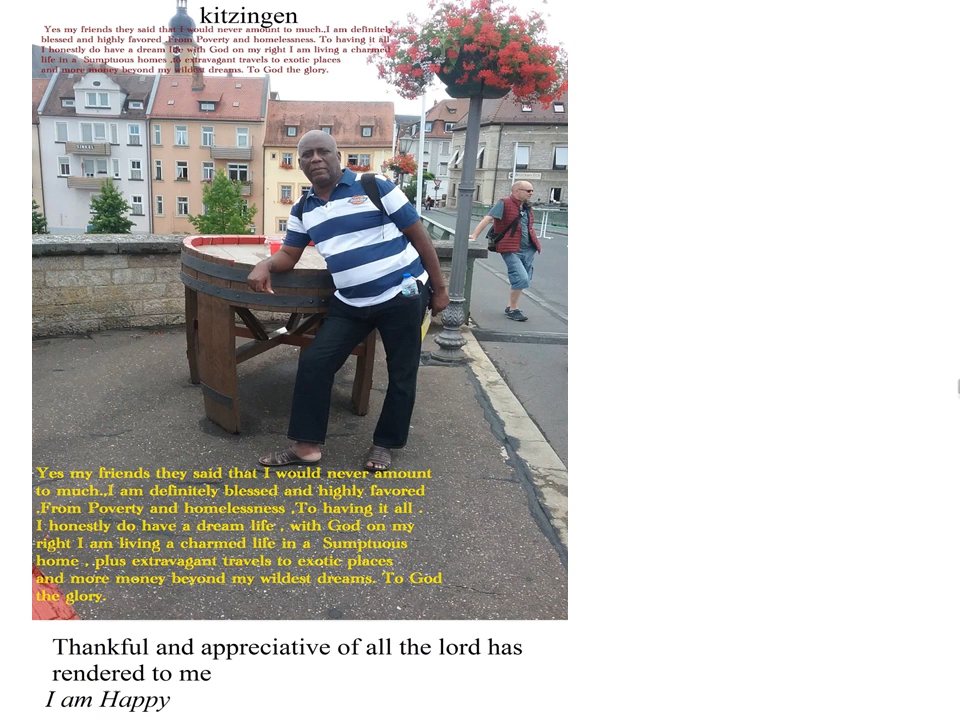 kitzingen
Yes my friends they said that I would never amount to much.,I am definitely
blessed and highly favored .From Poverty and homelessness. To having it all
I honestly do have a dream life with God on my right I am living a charmed
life in a  Sumptuous homes ,to extravagant travels to exotic places
and more money beyond my wildest dreams. To God the glory.
Yes my friends they said that I would never amount
to much.,I am definitely blessed and highly favored
.From Poverty and homelessness .To having it all .
I honestly do have a dream life , with God on my
right I am living a charmed life in a  Sumptuous
home , plus extravagant travels to exotic places
and more money beyond my wildest dreams. To God
the glory.
Thankful and appreciative of all the lord has
rendered to me
I am Happy